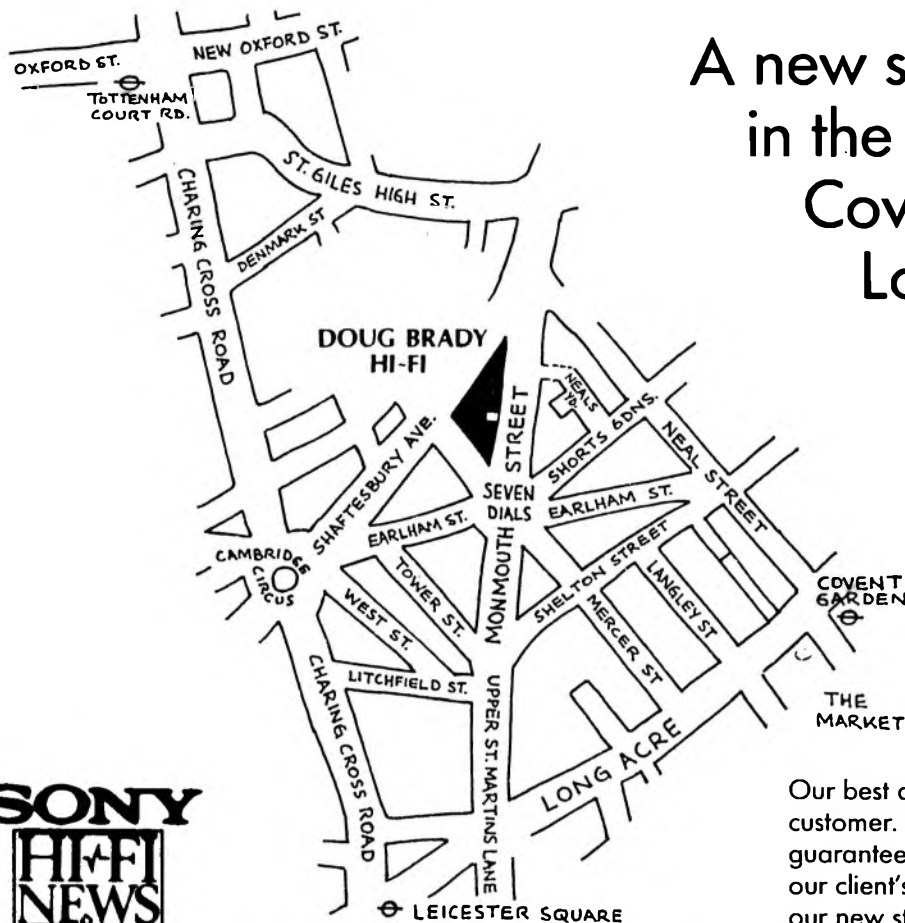 OXFORD ST.
NEW OXFORD ST.
TOTTENHAM
COURT RD.
ST. GILES HIGH ST.
DENMARK ST
CHARING CROSS ROAD
A new s
in the
Cov
Lo
DOUG BRADY
HI-FI
SHAFTESBURY AVE.
MONMOUTH STREET
NEALS
YD.
SHORTS GDNS.
NEAL STREET
SEVEN
DIALS
EARLHAM ST.
EARLHAM ST.
CAMBRIDGE
CIRCUS
TOWER ST.
WEST ST.
SHELTON STREET
MERCER ST
LANGLEY ST
COVENT
GARDEN
LITCHFIELD ST.
CHARING CROSS ROAD
UPPER ST. MARTINS LANE
LONG ACRE
THE
MARKET
LEICESTER SQUARE
SONY
HI-FI
NEWS
Our best
customer.
guarantee
our client's
our new st